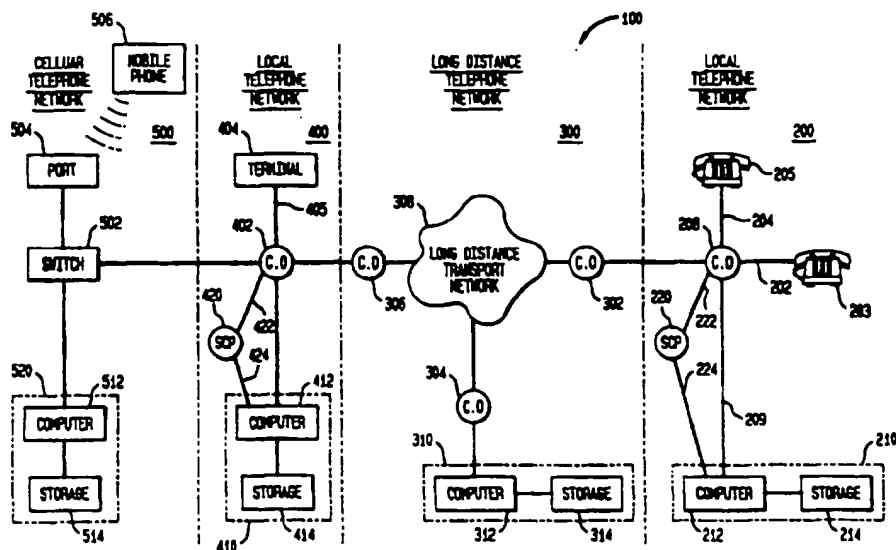 506
100
CELLUAR
TELEPHONE
NETWORK
MOBILE
PHONE
LOCAL
TELEPHONE
NETWORK
LONG DISTANCE
TELEPHONE
NETWORK
LOCAL
TELEPHONE
NETWORK
504
500
404
400
300
200
PORT
TERMINAL
205
502
405
308
204
402
208
SWITCH
C.O
C.O
306
LONG DISTANCE
TRANSPORT
NETWORK
C.O
302
C.O
202
203
420
422
SCP
424
220
222
SCP
224
304
C.O
209
520
512
412
310
210
COMPUTER
COMPUTER
STORAGE
STORAGE
COMPUTER
STORAGE
COMPUTER
STORAGE
514
410
414
312
314
212
214